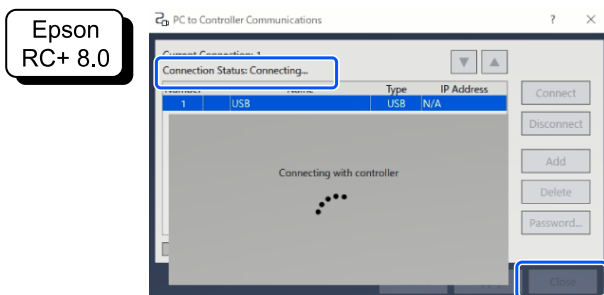 Epson
RC+ 8.0
PC to Controller Communications
? ×
Connection Status: Connecting...
Name Type IP Address
1 USB USB N/A
Connecting with controller
Connect
Disconnect
Add
Delete
Password...
Close